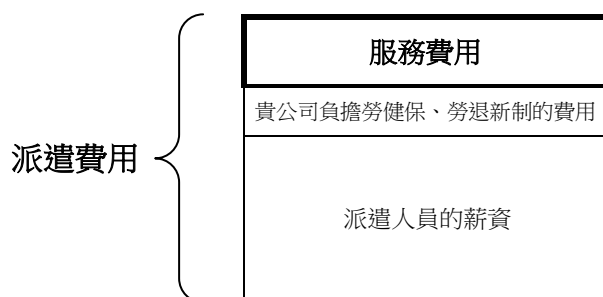 服務費用
貴公司負擔勞健保、勞退新制的費用
派遣費用
派遣人員的薪資